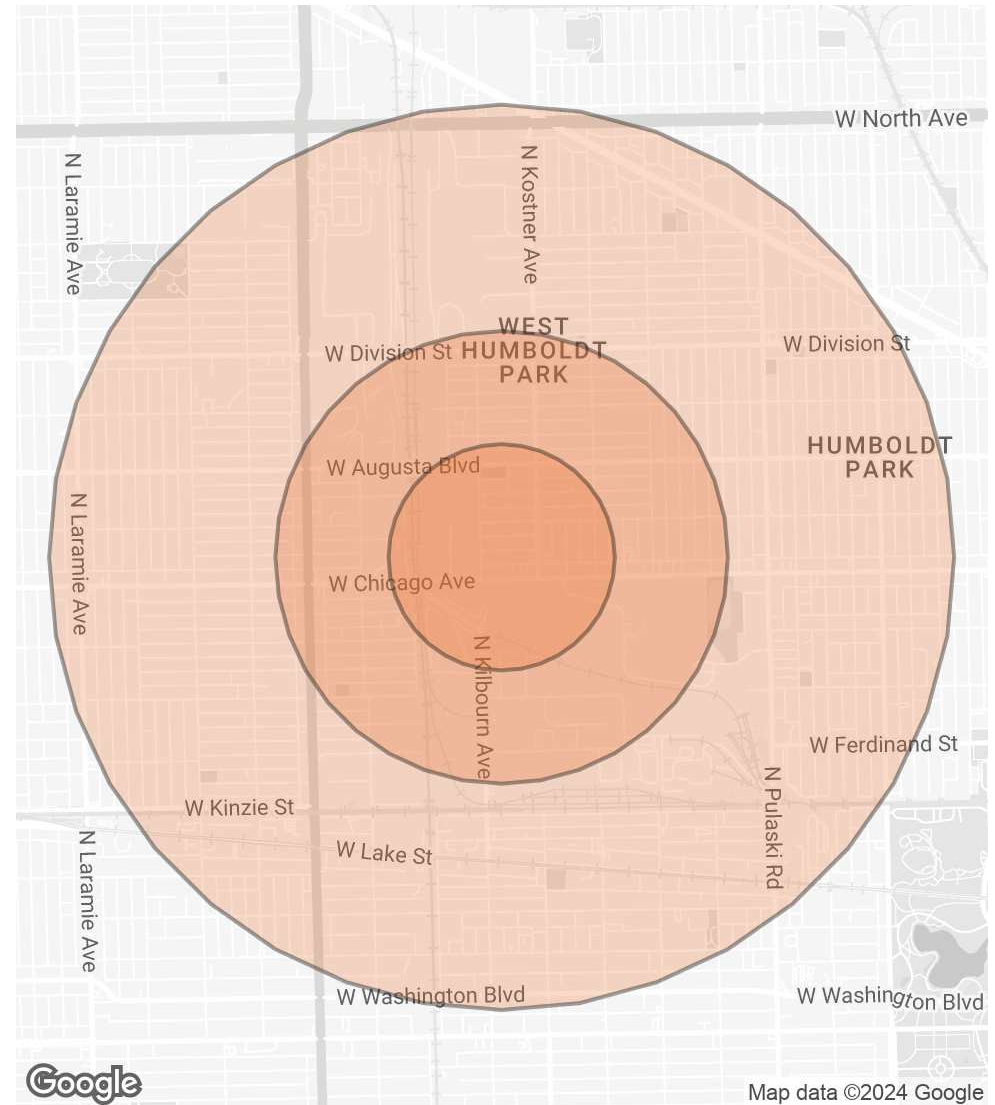 W North Ave
N Laramie Ave
N Kostner Ave
WEST
HUMBOLDT
PARK
W Division St
W Division St
HUMBOLDT
PARK
W Augusta Blvd
N Laramie Ave
W Chicago Ave
N Kilbourn Ave
W Ferdinand St
N Pulaski Rd
W Kinzie St
N Laramie Ave
W Lake St
W Washington Blvd
W Washington Blvd
Google
Map data ©2024 Google